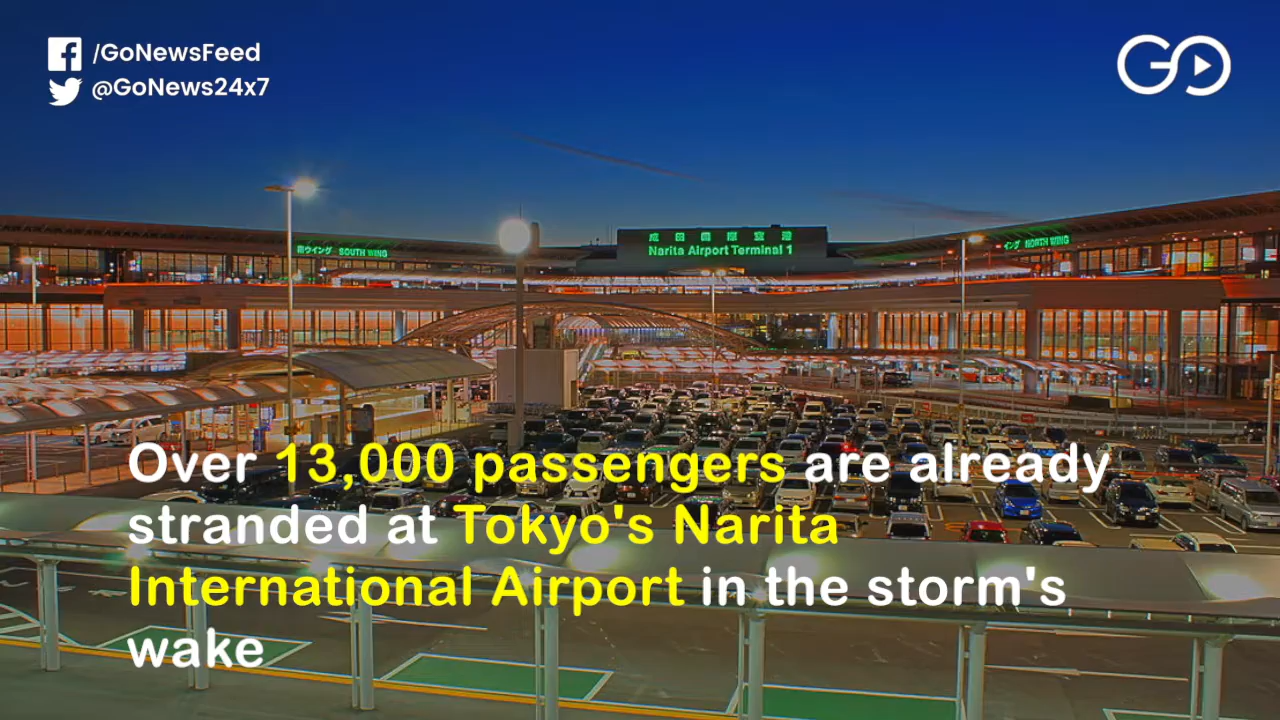 /GoNewsFeed
@GoNews24x7
GO
成田国際空港
Narita Airport Terminal 1
南ウイング SOUTH WING
イング NORTH WING
Over 13,000 passengers are already
stranded at Tokyo's Narita
International Airport in the storm's
wake